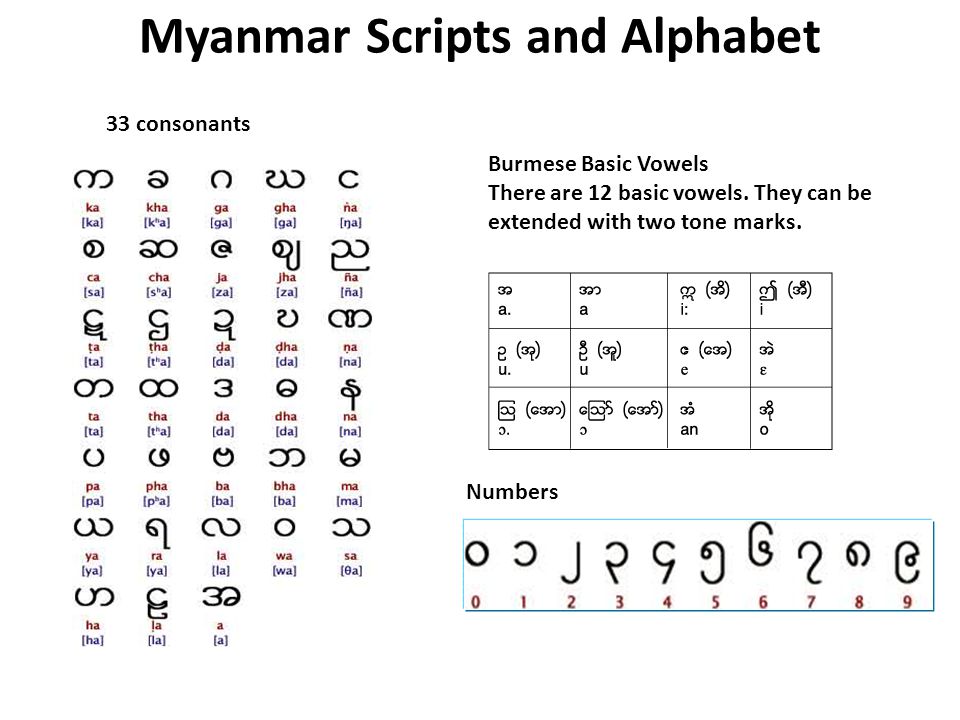 Myanmar Scripts and Alphabet
33 consonants
က ခ ဂ ဃ င
ka kha ga gha ṅa
[ka] [kʰa] [ga] [ga] [ŋa]
စ ဆ ဇ ဈ ည
ca cha ja jha ña
[sa] [sʰa] [za] [za] [ña]
ဋ ဌ ဍ ဎ ဏ
ṭa ṭha ḍa ḍha ṇa
[ta] [tʰa] [da] [da] [na]
တ ထ ဒ ဓ န
ta tha da dha na
[ta] [tʰa] [da] [da] [na]
ပ ဖ ဗ ဘ မ
pa pha ba bha ma
[pa] [pʰa] [ba] [ba] [ma]
ယ ရ လ ဝ သ
ya ra la wa sa
[ya] [ya] [la] [wa] [θa]
ဟ ဠ အ
ha ḷa a
[ha] [la] [a]
Burmese Basic Vowels
There are 12 basic vowels. They can be
extended with two tone marks.
အ အာ ဣ (အိ) ဤ (အီ)
a. a i: i
ဥ (အု) ဦ (အူ) ဧ (အေ) အဲ
u. u e ε
ဩ (အော) ဪ (အော်) အံ အို
ɔ. ɔ an o
Numbers
၀ ၁ ၂ ၃ ၄ ၅ ၆ ၇ ၈ ၉
0 1 2 3 4 5 6 7 8 9